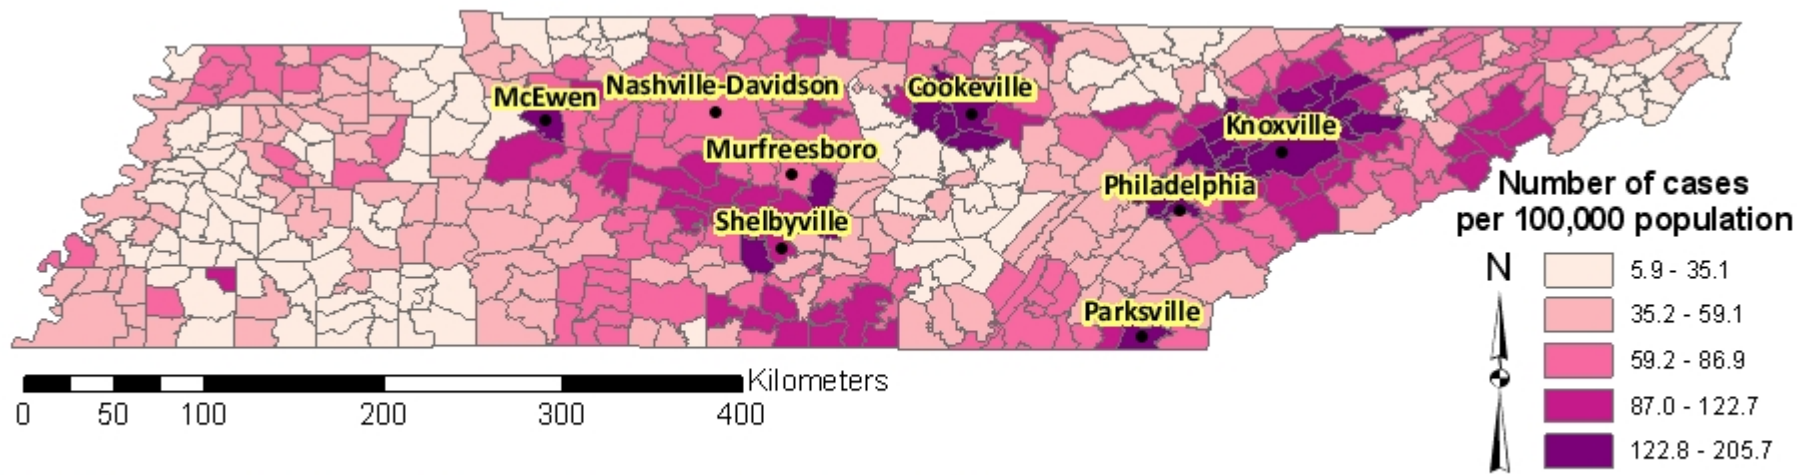 McEwen
Nashville-Davidson
Cookeville
Murfreesboro
Knoxville
Philadelphia
Shelbyville
Parksville
Number of cases
per 100,000 population
N
5.9 - 35.1
35.2 - 59.1
59.2 - 86.9
87.0 - 122.7
122.8 - 205.7
Kilometers
0 50 100 200 300 400